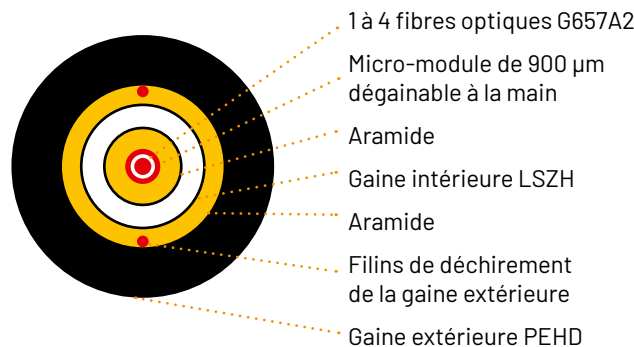 1 à 4 fibres optiques G657A2
Micro-module de 900 µm
dégainable à la main
Aramide
Gaine intérieure LSZH
Aramide
Filins de déchirement
de la gaine extérieure
Gaine extérieure PEHD